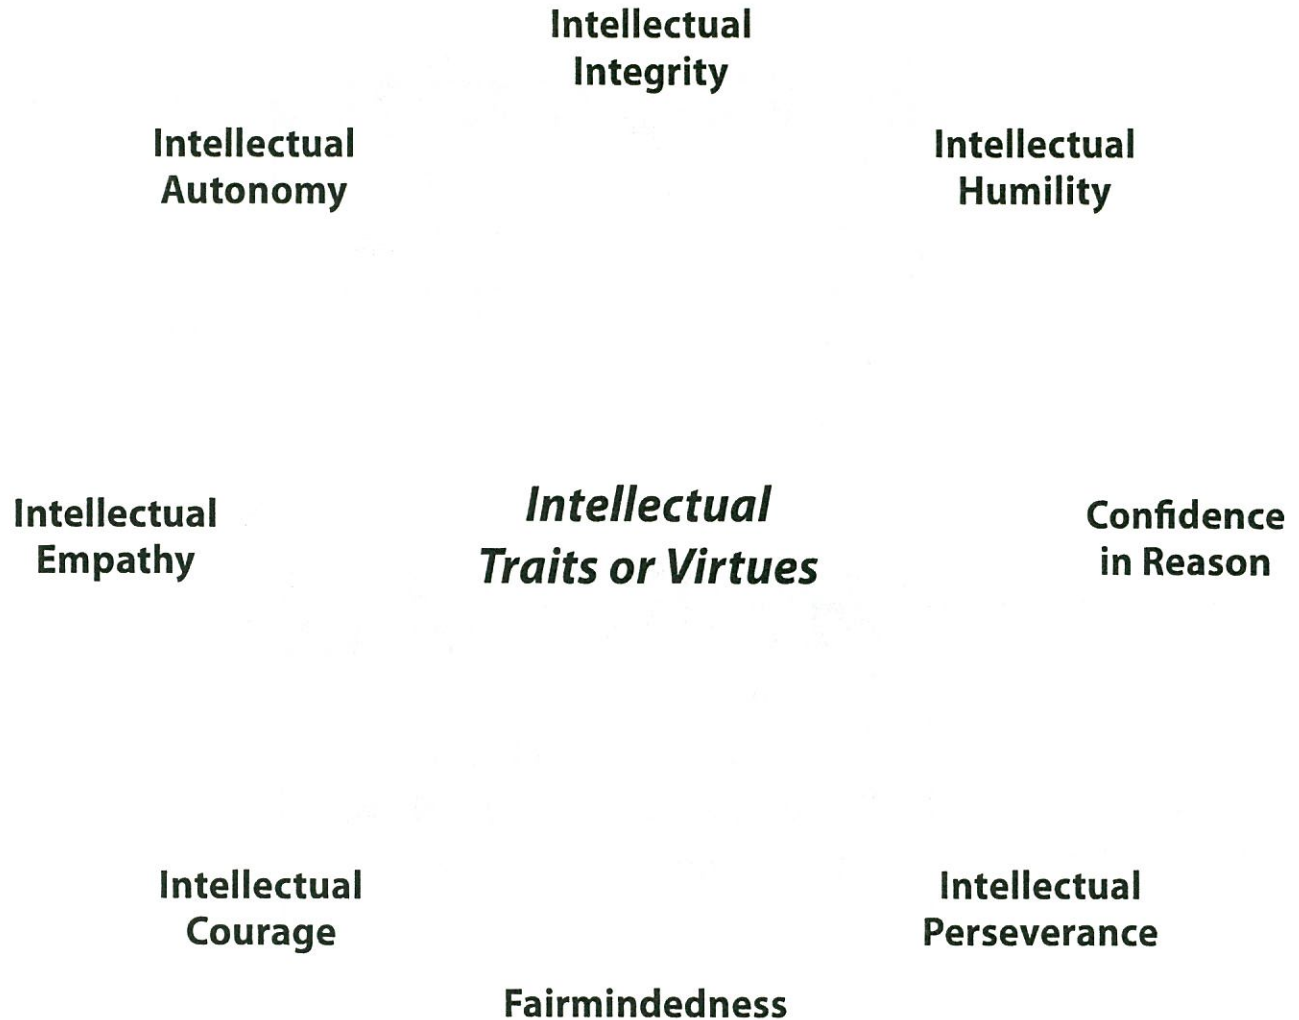 Intellectual
Integrity
Intellectual
Autonomy
Intellectual
Humility
Intellectual
Empathy
Intellectual
Traits or Virtues
Confidence
in Reason
Intellectual
Courage
Intellectual
Perseverance
Fairmindedness